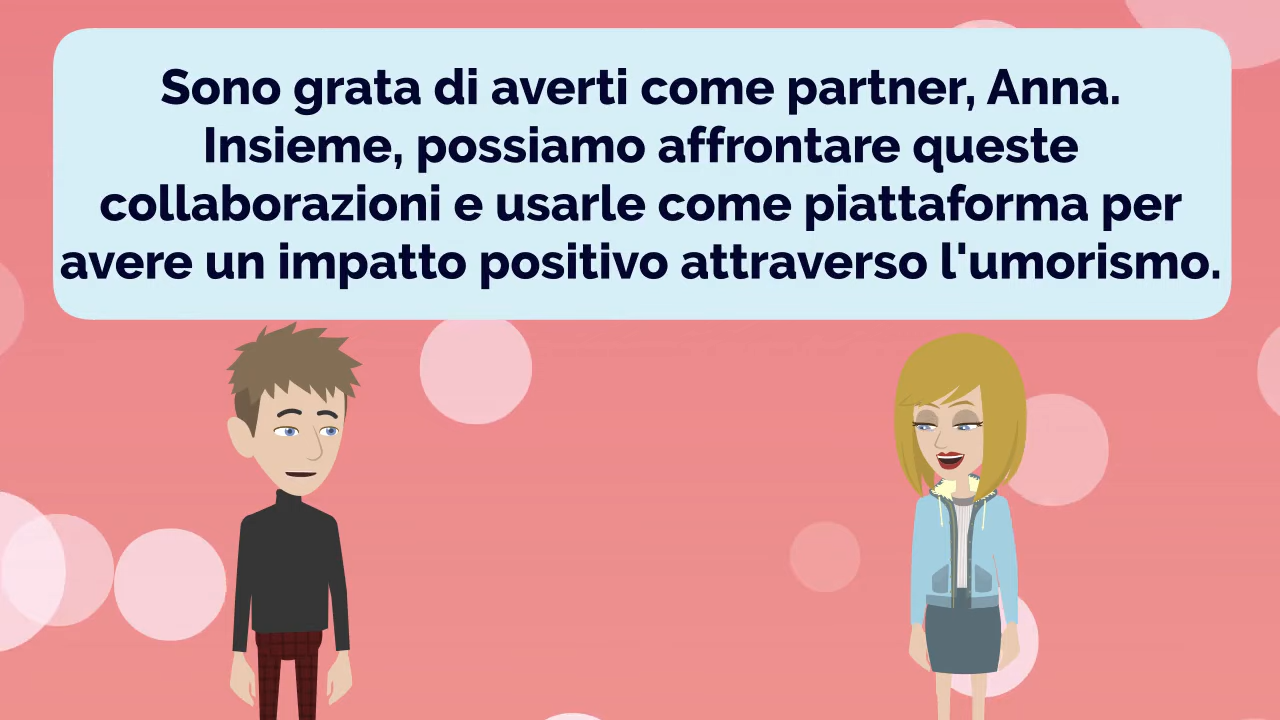 Sono grata di averti come partner, Anna.
Insieme, possiamo affrontare queste
collaborazioni e usarle come piattaforma per
avere un impatto positivo attraverso l'umorismo.